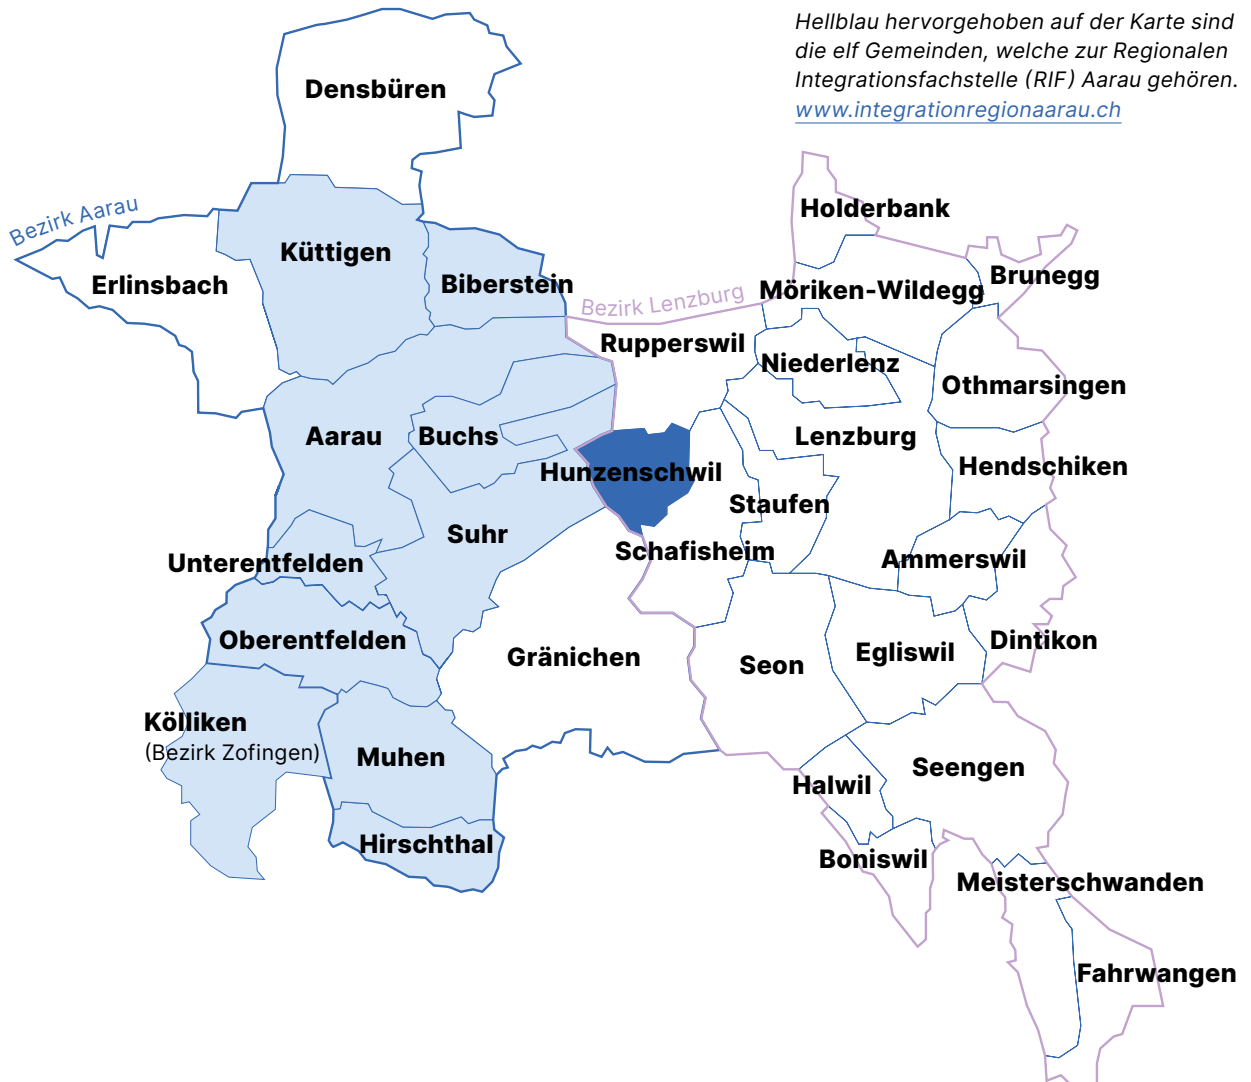 Hellblau hervorgehoben auf der Karte sind
die elf Gemeinden, welche zur Regionalen
Integrationsfachstelle (RIF) Aarau gehören.
www.integrationregionaarau.ch
Densbüren
Bezirk Aarau
Holderbank
Küttigen
Erlinsbach
Biberstein
Brunegg
Möriken-Wildegg
Bezirk Lenzburg
Rupperswil
Niederlenz
Othmarsingen
Aarau
Buchs
Lenzburg
Hunzenschwil
Hendschiken
Staufen
Suhr
Schafisheim
Ammerswil
Unterentfelden
Oberentfelden
Gränichen
Seon
Egliswil
Dintikon
Kölliken
(Bezirk Zofingen)
Muhen
Seengen
Halwil
Hirschthal
Boniswil
Meisterschwanden
Fahrwangen